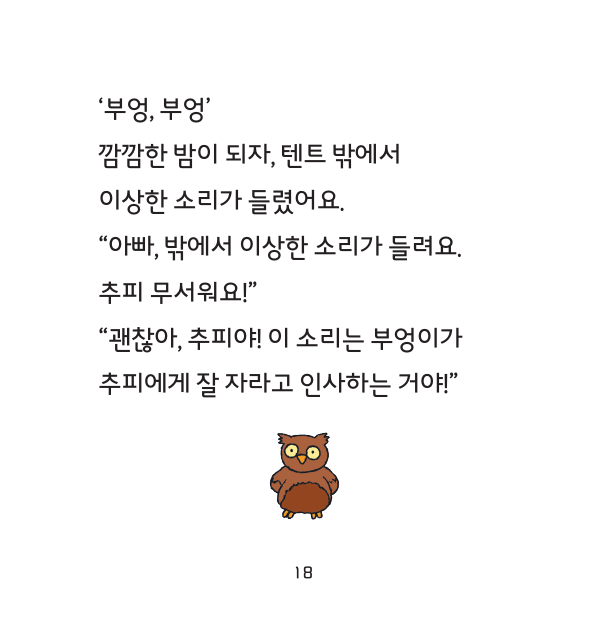 ‘부엉, 부엉’
깜깜한 밤이 되자, 텐트 밖에서
이상한 소리가 들렸어요.
“아빠, 밖에서 이상한 소리가 들려요.
추피 무서워요!”
“괜찮아, 추피야! 이 소리는 부엉이가
추피에게 잘 자라고 인사하는 거야!”
18